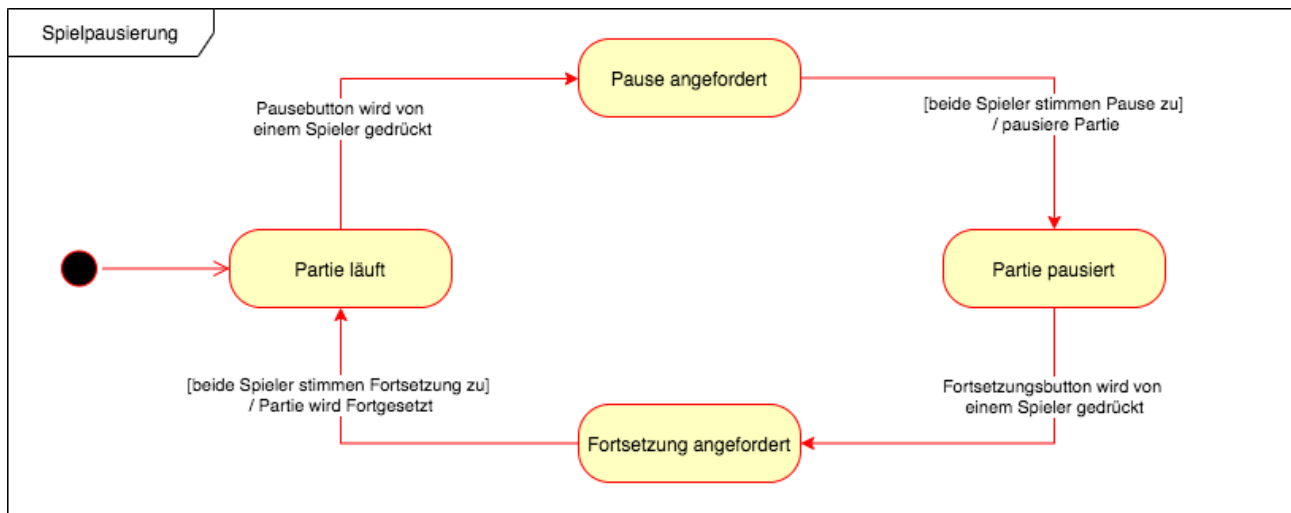 Spielpausierung
Pause angefordert
Pausebutton wird von
einem Spieler gedrückt
[beide Spieler stimmen Pause zu]
/ pausiere Partie
Partie läuft
Partie pausiert
[beide Spieler stimmen Fortsetzung zu]
/ Partie wird Fortgesetzt
Fortsetzungsbutton wird von
einem Spieler gedrückt
Fortsetzung angefordert